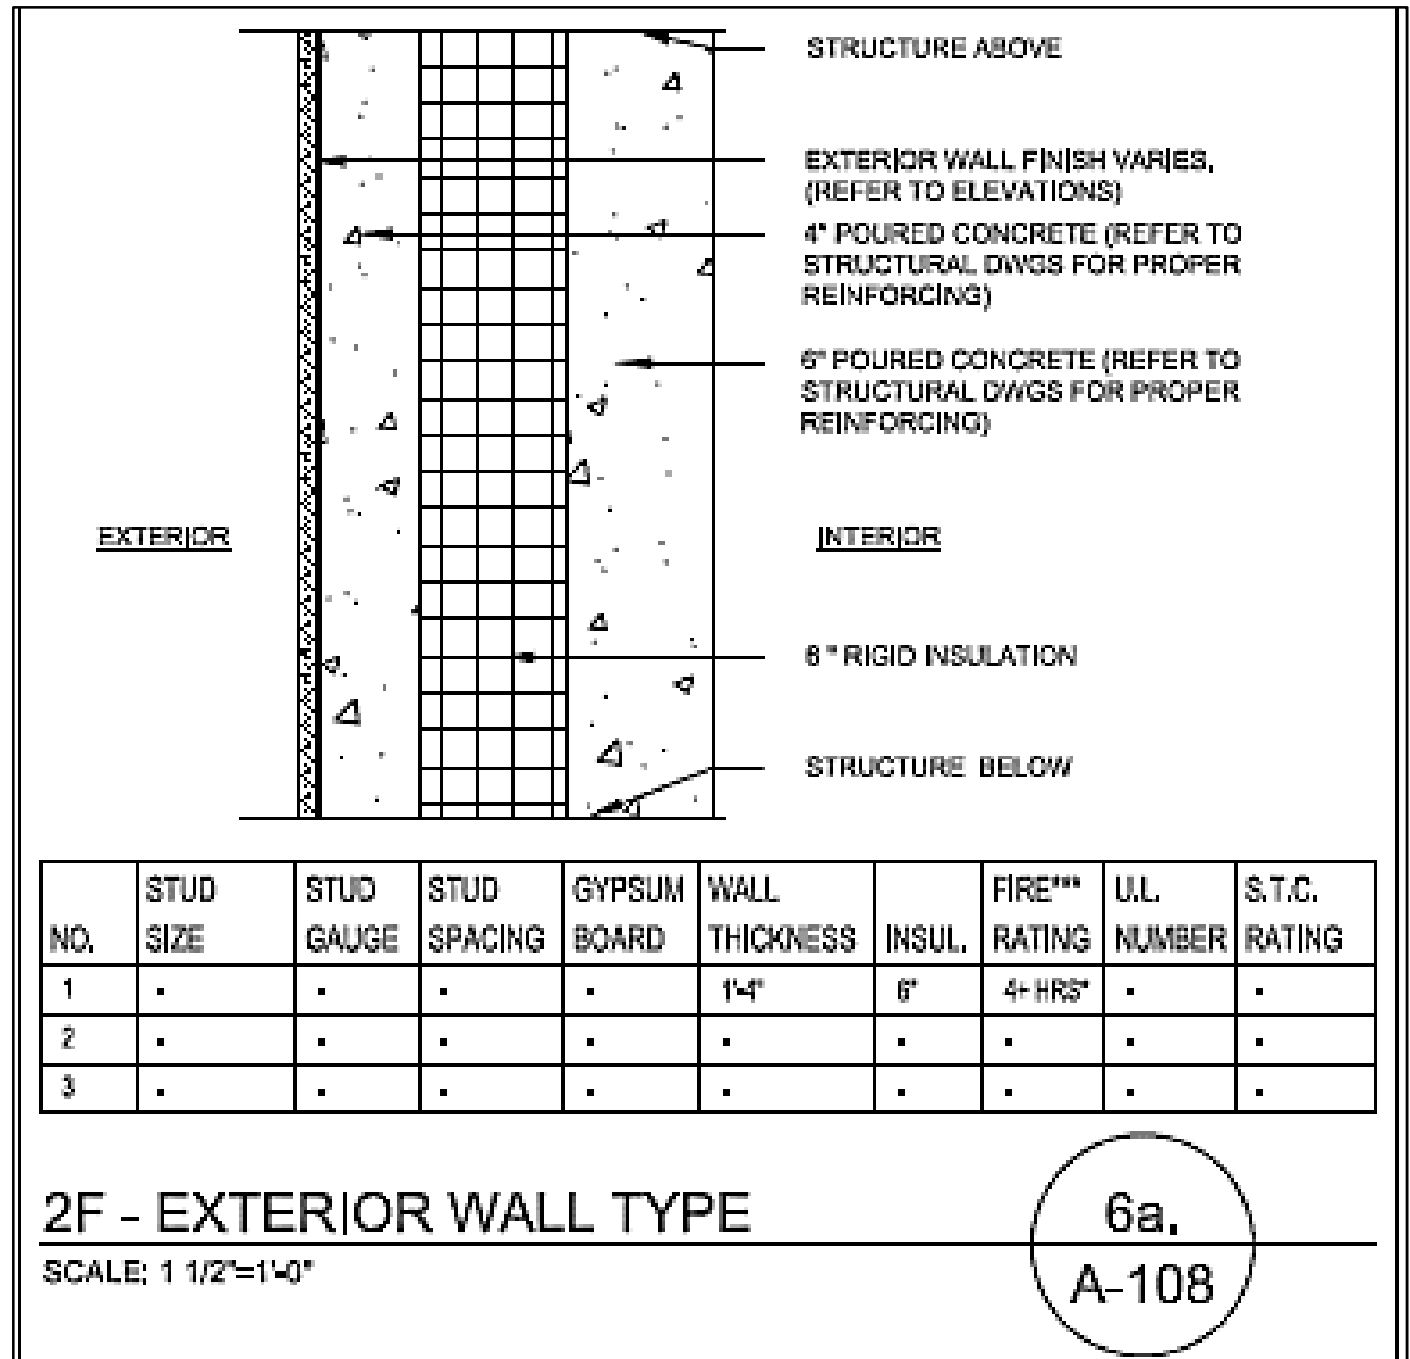 STRUCTURE ABOVE
EXTERIOR WALL FINISH VARIES,
(REFER TO ELEVATIONS)
4" POURED CONCRETE (REFER TO
STRUCTURAL DWGS FOR PROPER
REINFORCING)
6" POURED CONCRETE (REFER TO
STRUCTURAL DWGS FOR PROPER
REINFORCING)
EXTERIOR INTERIOR
6 " RIGID INSULATION
STRUCTURE BELOW
NO. STUD SIZE STUD GAUGE STUD SPACING GYPSUM BOARD WALL THICKNESS INSUL. FIRE*** RATING U.L. NUMBER S.T.C. RATING
1 - - - - 1'-4" 6" 4+ HRS* - -
2 - - - - - - - - -
3 - - - - - - - - -
2F - EXTERIOR WALL TYPE
SCALE: 1 1/2"=1'-0"
6a.
A-108